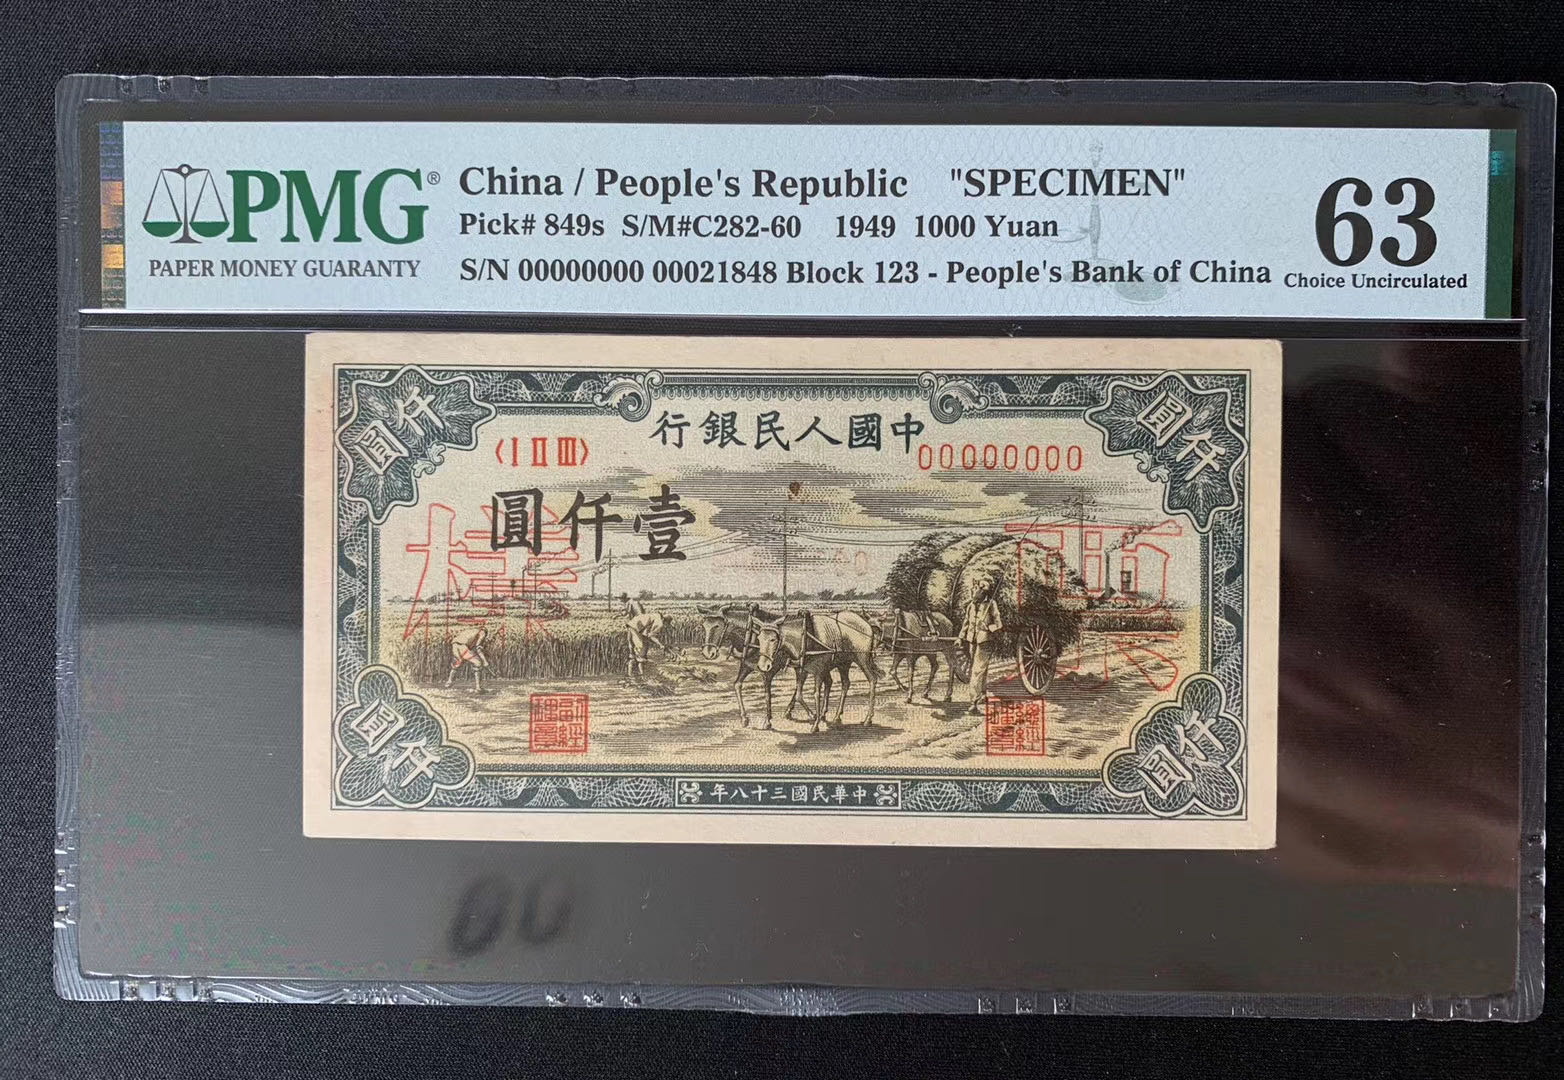 PMG®
PAPER MONEY GUARANTY
China / People's Republic "SPECIMEN"
Pick# 849s S/M#C282-60 1949 1000 Yuan
S/N 00000000 00021848 Block 123 - People's Bank of China
63
Choice Uncirculated
仟圓
仟圓
行銀民人國中
〈I II III〉
00000000
圓仟壹
樣
票
仟圓
仟圓
年八十三國民華中